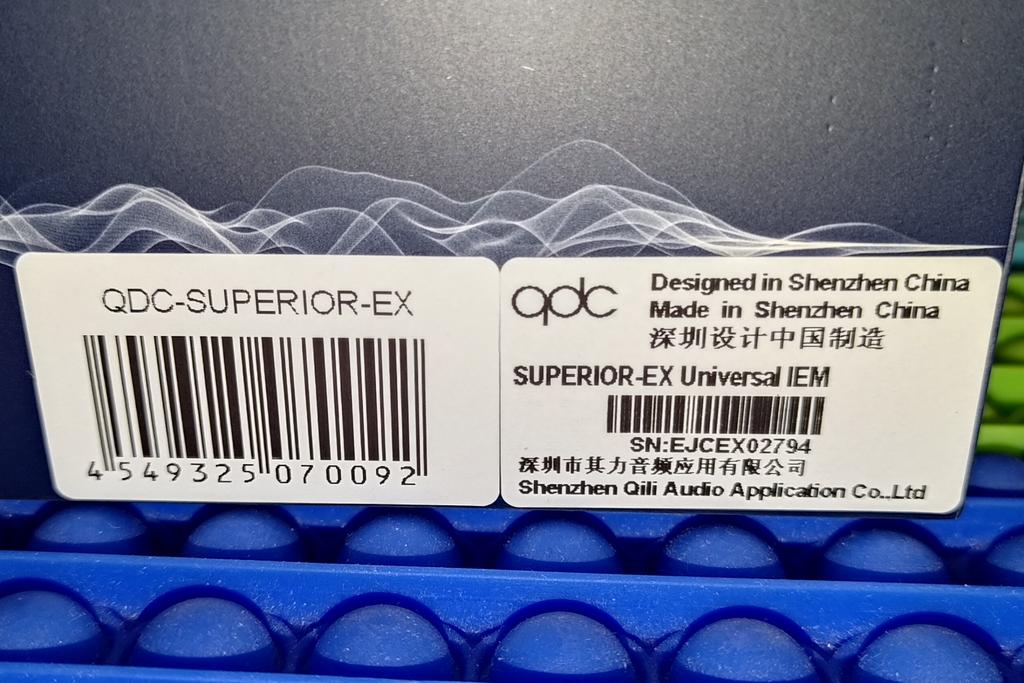 QDC-SUPERIOR-EX
4 549325 070092
qdc
Designed in Shenzhen China
Made in Shenzhen China
深圳设计中国制造
SUPERIOR-EX Universal IEM
SN:EJCEX02794
深圳市其力音频应用有限公司
Shenzhen Qili Audio Application Co.,Ltd